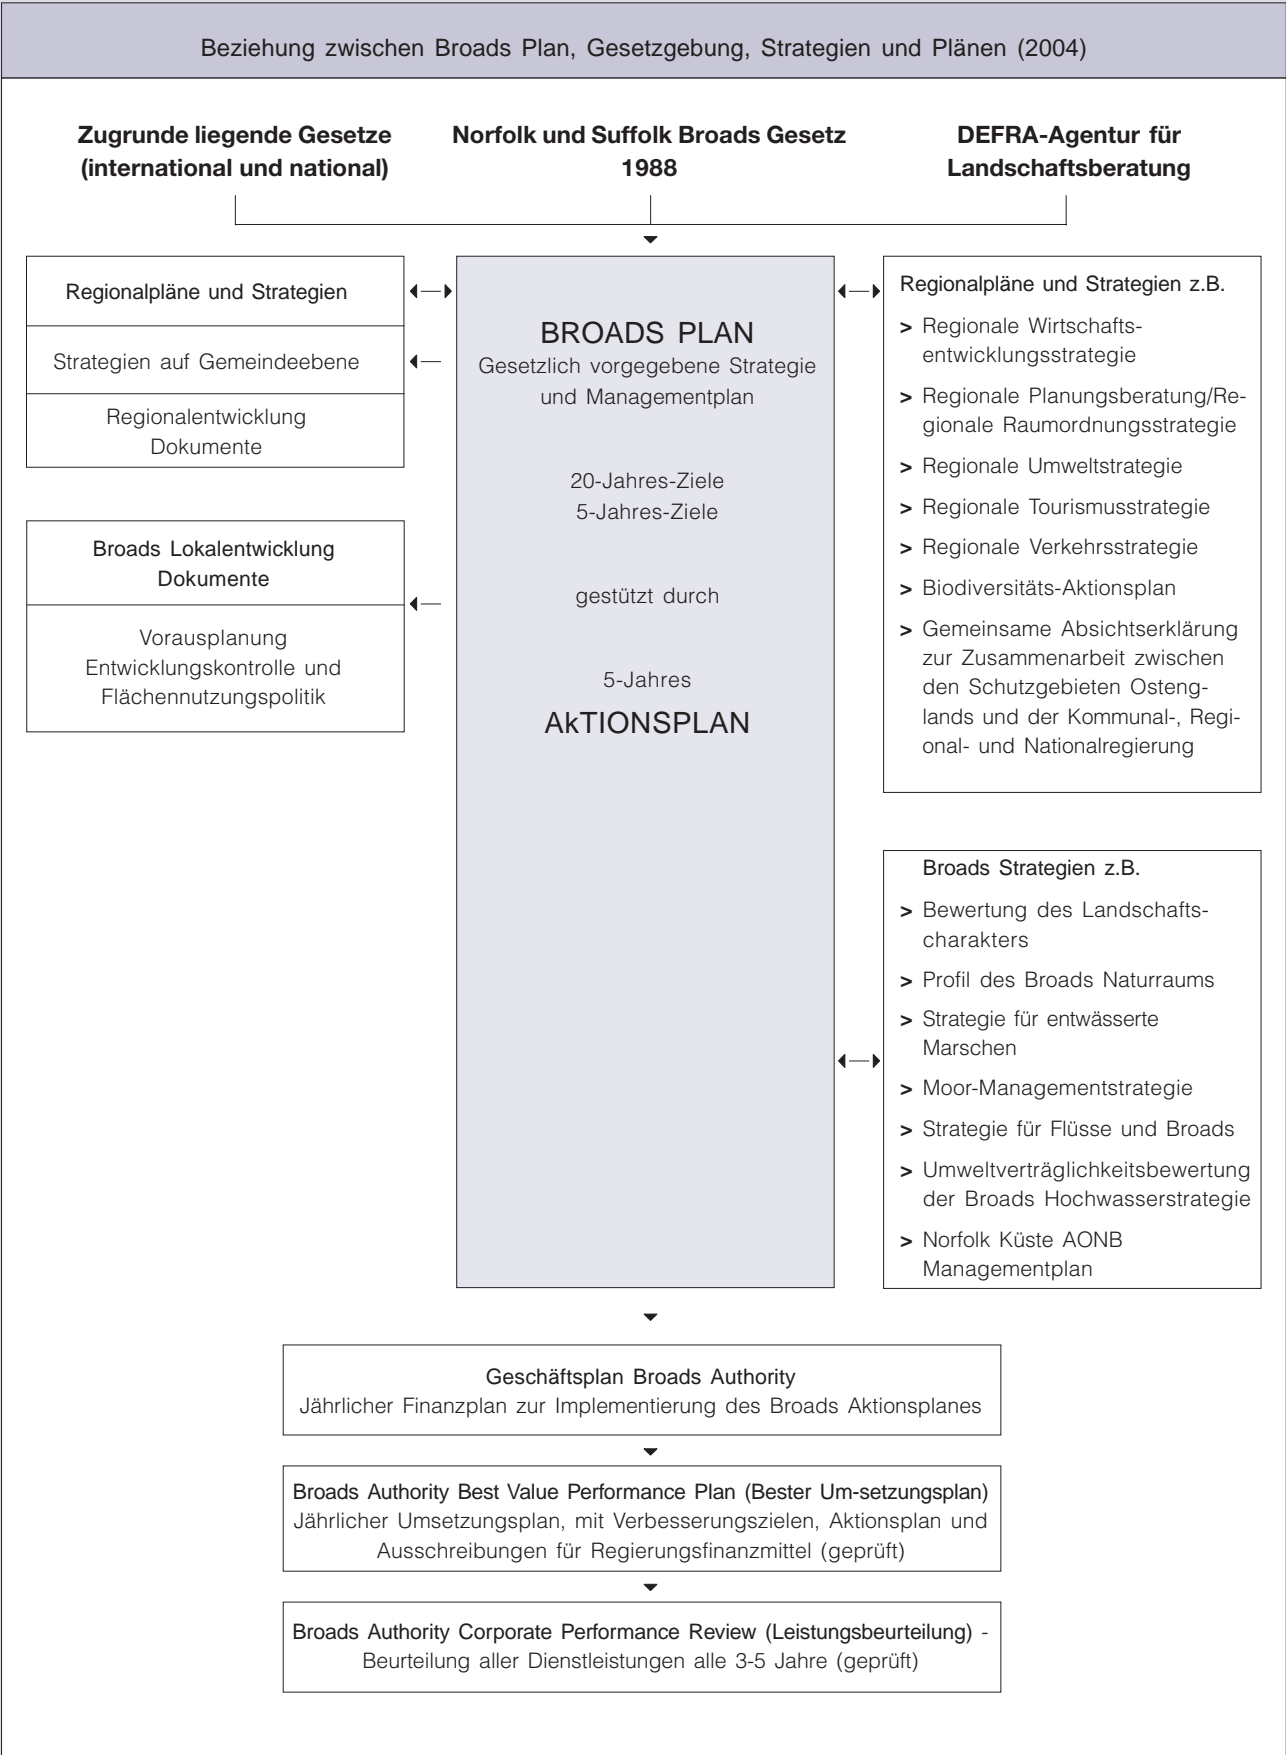 Beziehung zwischen Broads Plan, Gesetzgebung, Strategien und Plänen (2004)
Zugrunde liegende Gesetze
(international und national)
Norfolk und Suffolk Broads Gesetz
1988
DEFRA-Agentur für
Landschaftsberatung
Regionalpläne und Strategien
Strategien auf Gemeindeebene
Regionalentwicklung
Dokumente
Broads Lokalentwicklung
Dokumente
Vorausplanung
Entwicklungskontrolle und
Flächennutzungspolitik
BROADS PLAN
Gesetzlich vorgegebene Strategie
und Managementplan
20-Jahres-Ziele
5-Jahres-Ziele
gestützt durch
5-Jahres
AkTIONSPLAN
Regionalpläne und Strategien z.B.
> Regionale Wirtschafts-
entwicklungsstrategie
> Regionale Planungsberatung/Re-
gionale Raumordnungsstrategie
> Regionale Umweltstrategie
> Regionale Tourismusstrategie
> Regionale Verkehrsstrategie
> Biodiversitäts-Aktionsplan
> Gemeinsame Absichtserklärung
zur Zusammenarbeit zwischen
den Schutzgebieten Osteng-
lands und der Kommunal-, Regi-
onal- und Nationalregierung
Broads Strategien z.B.
> Bewertung des Landschafts-
charakters
> Profil des Broads Naturraums
> Strategie für entwässerte
Marschen
> Moor-Managementstrategie
> Strategie für Flüsse und Broads
> Umweltverträglichkeitsbewertung
der Broads Hochwasserstrategie
> Norfolk Küste AONB
Managementplan
Geschäftsplan Broads Authority
Jährlicher Finanzplan zur Implementierung des Broads Aktionsplanes
Broads Authority Best Value Performance Plan (Bester Um-setzungsplan)
Jährlicher Umsetzungsplan, mit Verbesserungszielen, Aktionsplan und
Ausschreibungen für Regierungsfinanzmittel (geprüft)
Broads Authority Corporate Performance Review (Leistungsbeurteilung) -
Beurteilung aller Dienstleistungen alle 3-5 Jahre (geprüft)